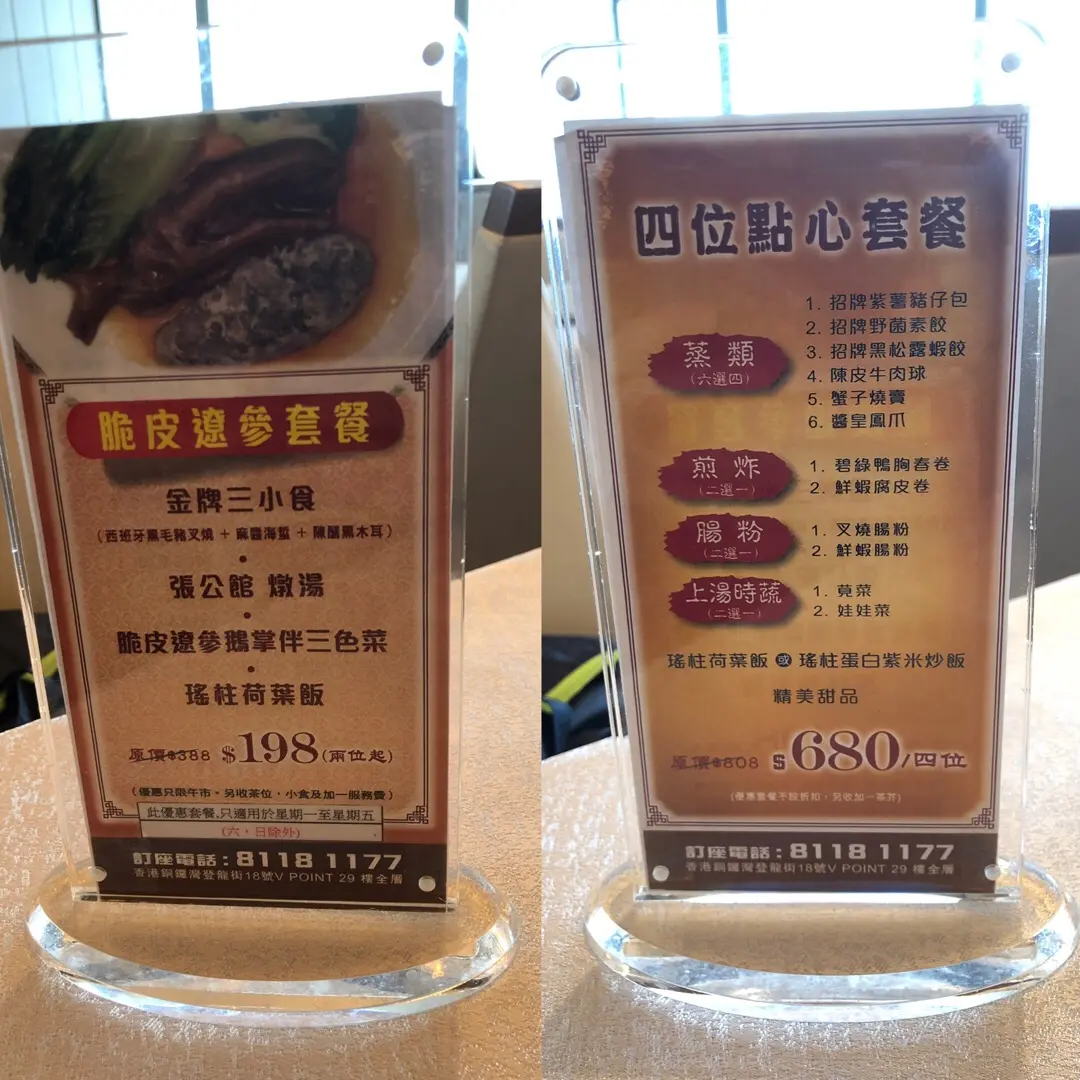 脆皮遼參套餐
金牌三小食
(西班牙黑毛豬叉燒 + 麻醬海蜇 + 陳醋黑木耳)
•
張公館 燉湯
•
脆皮遼參鵝掌伴三色菜
•
瑤柱荷葉飯
原價$388 $198(兩位起)
(優惠只限午市。另收茶位，小食及加一服務費)
此優惠套餐,只適用於星期一至星期五
(六，日除外)
訂座電話 : 8118 1177
香港銅鑼灣登龍街18號V POINT 29 樓全層
四位點心套餐
蒸類
(六選四)
1. 招牌紫薯豬仔包
2. 招牌野菌素餃
3. 招牌黑松露蝦餃
4. 陳皮牛肉球
5. 蟹子燒賣
6. 醬皇鳳爪
煎炸
(二選一)
1. 碧綠鴨胸春卷
2. 鮮蝦腐皮卷
腸粉
(二選一)
1. 叉燒腸粉
2. 鮮蝦腸粉
上湯時蔬
(二選一)
1. 莧菜
2. 娃娃菜
瑤柱荷葉飯 或 瑤柱蛋白紫米炒飯
精美甜品
原價$808 $680/四位
(優惠套餐不設折扣，另收加一茶芥)
訂座電話 : 8118 1177
香港銅鑼灣登龍街18號V POINT 29 樓全層